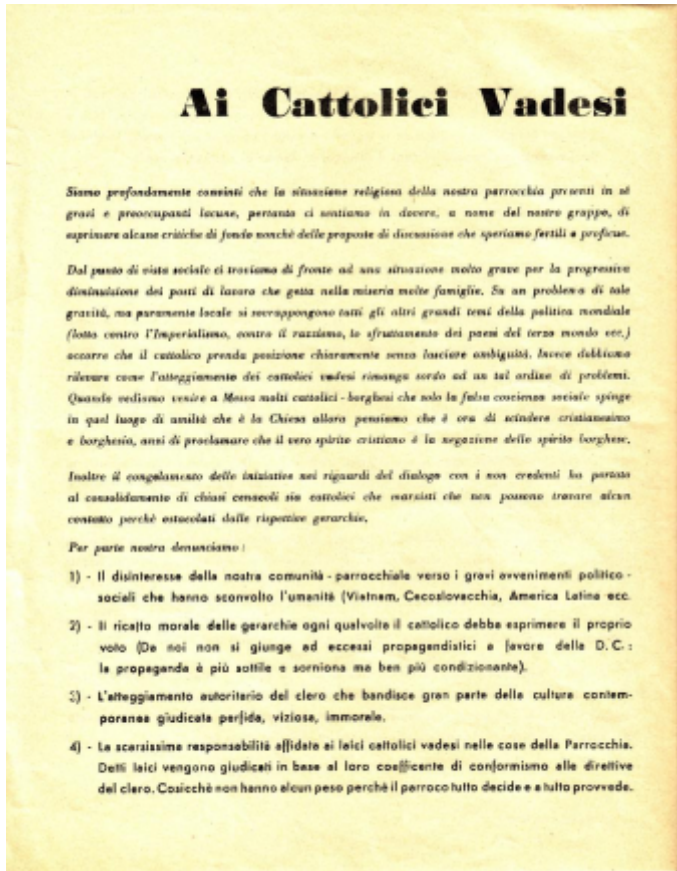 Ai Cattolici Vadesi
Siamo profondamente convinti che la situazione religiosa della nostra parrocchia presenti in sè
gravi e preoccupanti lacune, pertanto ci sentiamo in dovere, a nome del nostro gruppo, di
esprimere alcune critiche di fondo nonchè delle proposte di discussione che speriamo fertili e proficue.
Dal punto di vista sociale ci troviamo di fronte ad una situazione molto grave per la progressiva
diminuisione dei posti di lavoro che getta nella miseria molte famiglie. Su un problema di tale
gravità, ma puramente locale si sovrappongono tutti gli altri grandi temi della politica mondiale
(lotta contro l'Imperialismo, contro il razzismo, lo sfruttamento dei paesi del terzo mondo ecc.)
occorre che il cattolico prenda posizione chiaramente senza lasciare ambiguità. Invece dobbiamo
rilevare come l'atteggiamento dei cattolici vadesi rimanga sordo ad un tal ordine di problemi.
Quando vediamo venire a Messa molti cattolici - borghesi che solo la falsa coscienza sociale spinge
in quel luogo di umiltà che è la Chiesa allora pensiamo che è ora di scindere cristianesimo
e borghesia, anzi di proclamare che il vero spirito cristiano è la negazione dello spirito borghese.
Inoltre il congelamento delle iniziative nei riguardi del dialogo con i non credenti ha portato
al consolidamento di chiusi cenacoli sia cattolici che marxisti che non possono trovare alcun
contatto perchè ostacolati dalle rispettive gerarchie.
Per parte nostra denunciamo :
1) - Il disinteresse della nostra comunità - parrocchiale verso i gravi avvenimenti politico -
sociali che hanno sconvolto l'umanità (Vietnam, Cecoslovacchia, America Latina ecc.
2) - Il ricatto morale delle gerarchie ogni qualvolta il cattolico debba esprimere il proprio
voto (Da noi non si giunge ad eccessi propagandistici a favore della D. C. :
la propaganda è più sottile e sorniona ma ben più condizionante).
3) - L'atteggiamento autoritario del clero che bandisce gran parte della cultura contem-
poranea giudicata perfida, viziosa, immorale.
4) - La scarsissima responsabilità affidata ai laici cattolici vadesi nelle cose della Parrocchia.
Detti laici vengono giudicati in base al loro coefficente di conformismo alle direttive
del clero. Cosicchè non hanno alcun peso perchè il parroco tutto decide e a tutto provvede.